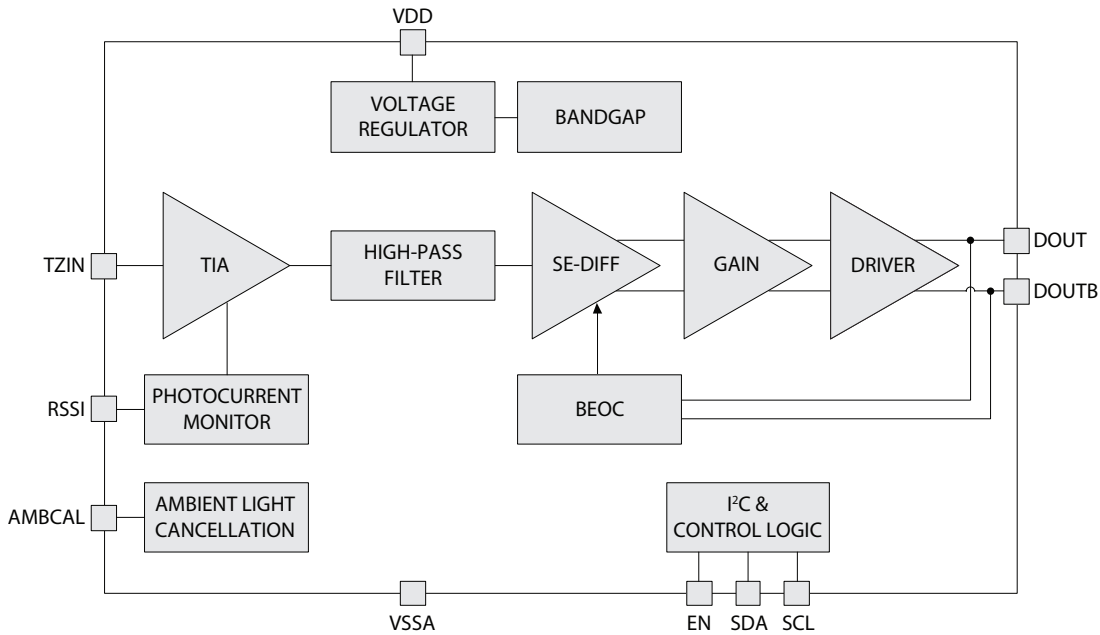 VDD
VOLTAGE
REGULATOR
BANDGAP
TZIN
TIA
HIGH-PASS
FILTER
SE-DIFF
GAIN
DRIVER
DOUT
DOUTB
RSSI
PHOTOCURRENT
MONITOR
BEOC
AMBCAL
AMBIENT LIGHT
CANCELLATION
I²C &
CONTROL LOGIC
VSSA
EN
SDA
SCL